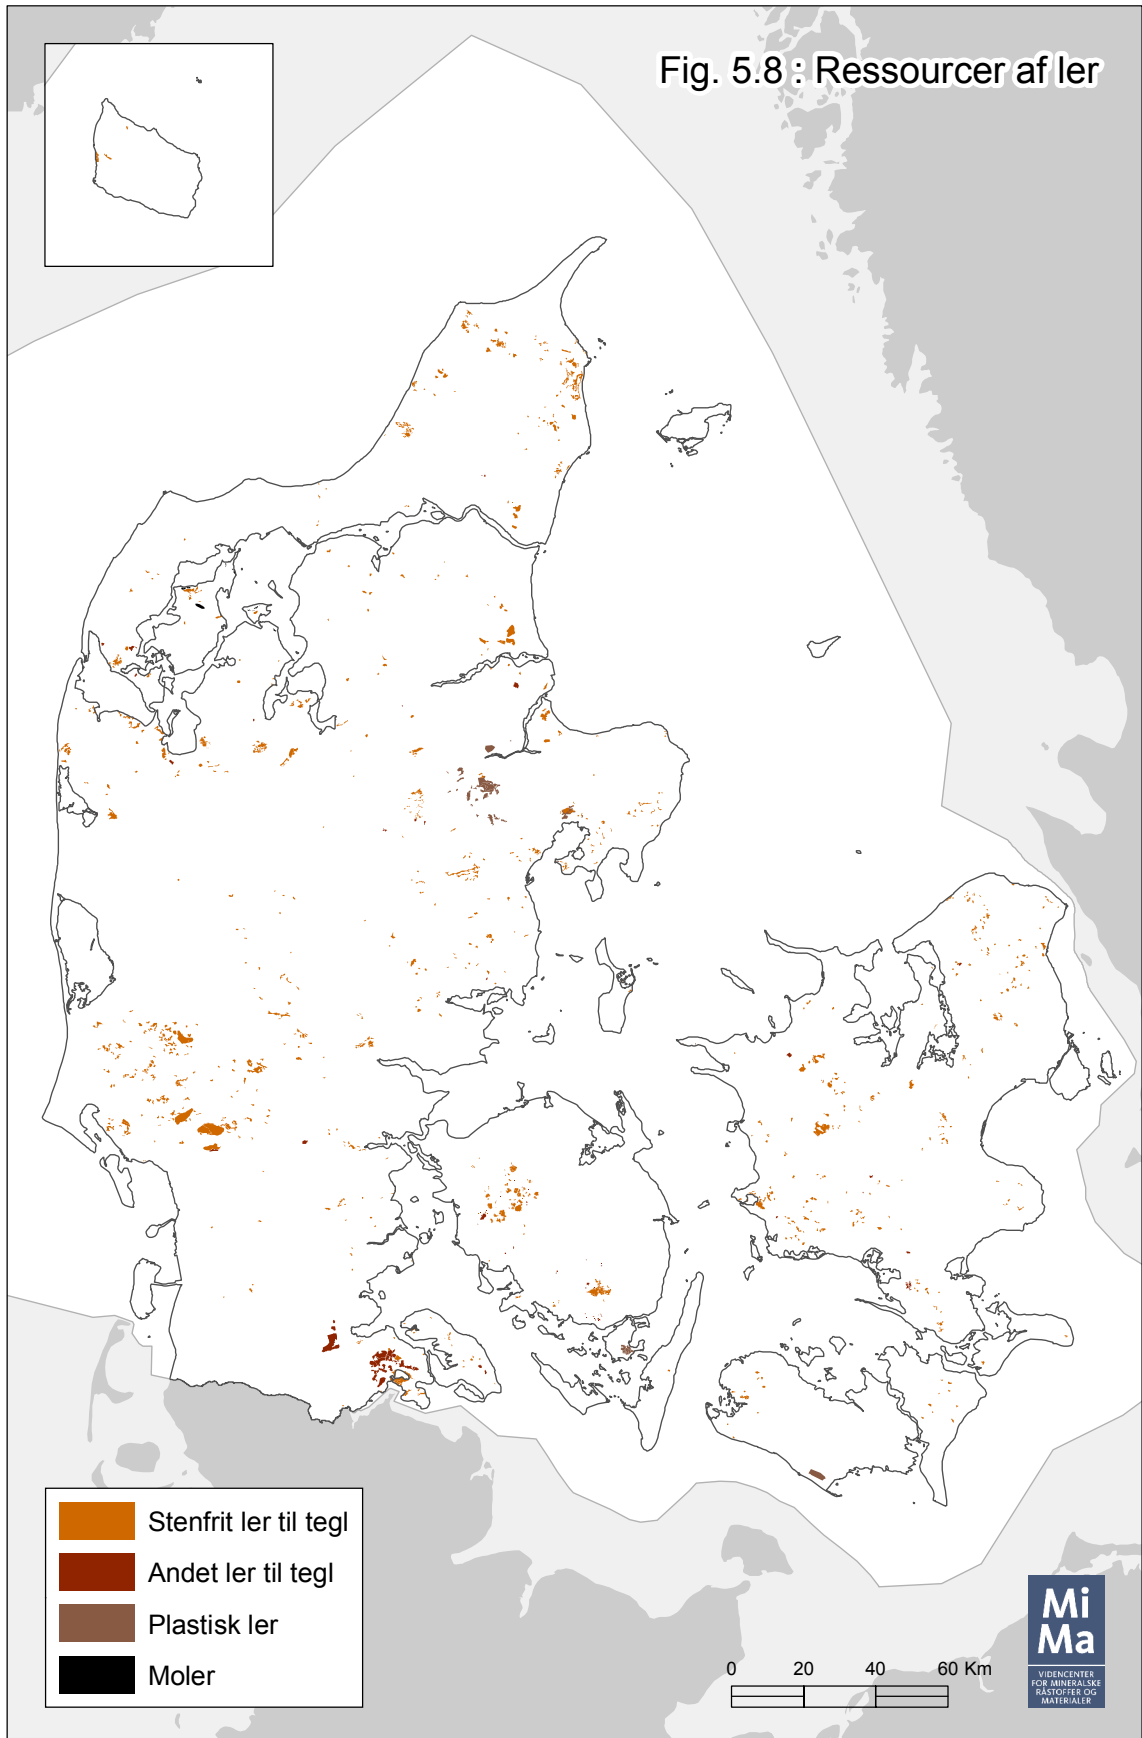 Fig. 5.8 : Ressourcer af ler
Stenfrit ler til tegl
Andet ler til tegl
Plastisk ler
Moler
0 20 40 60 Km
Mi
Ma
VIDENCENTER
FOR MINERALSKE
RÅSTOFFER OG
MATERIALER